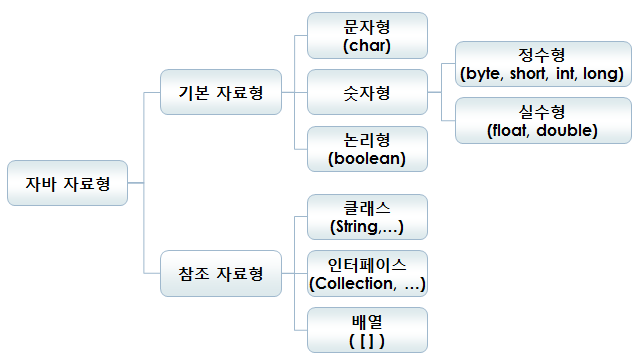 자바 자료형
기본 자료형
문자형
(char)
숫자형
정수형
(byte, short, int, long)
실수형
(float, double)
논리형
(boolean)
참조 자료형
클래스
(String,...)
인터페이스
(Collection, ...)
배열
( [ ] )